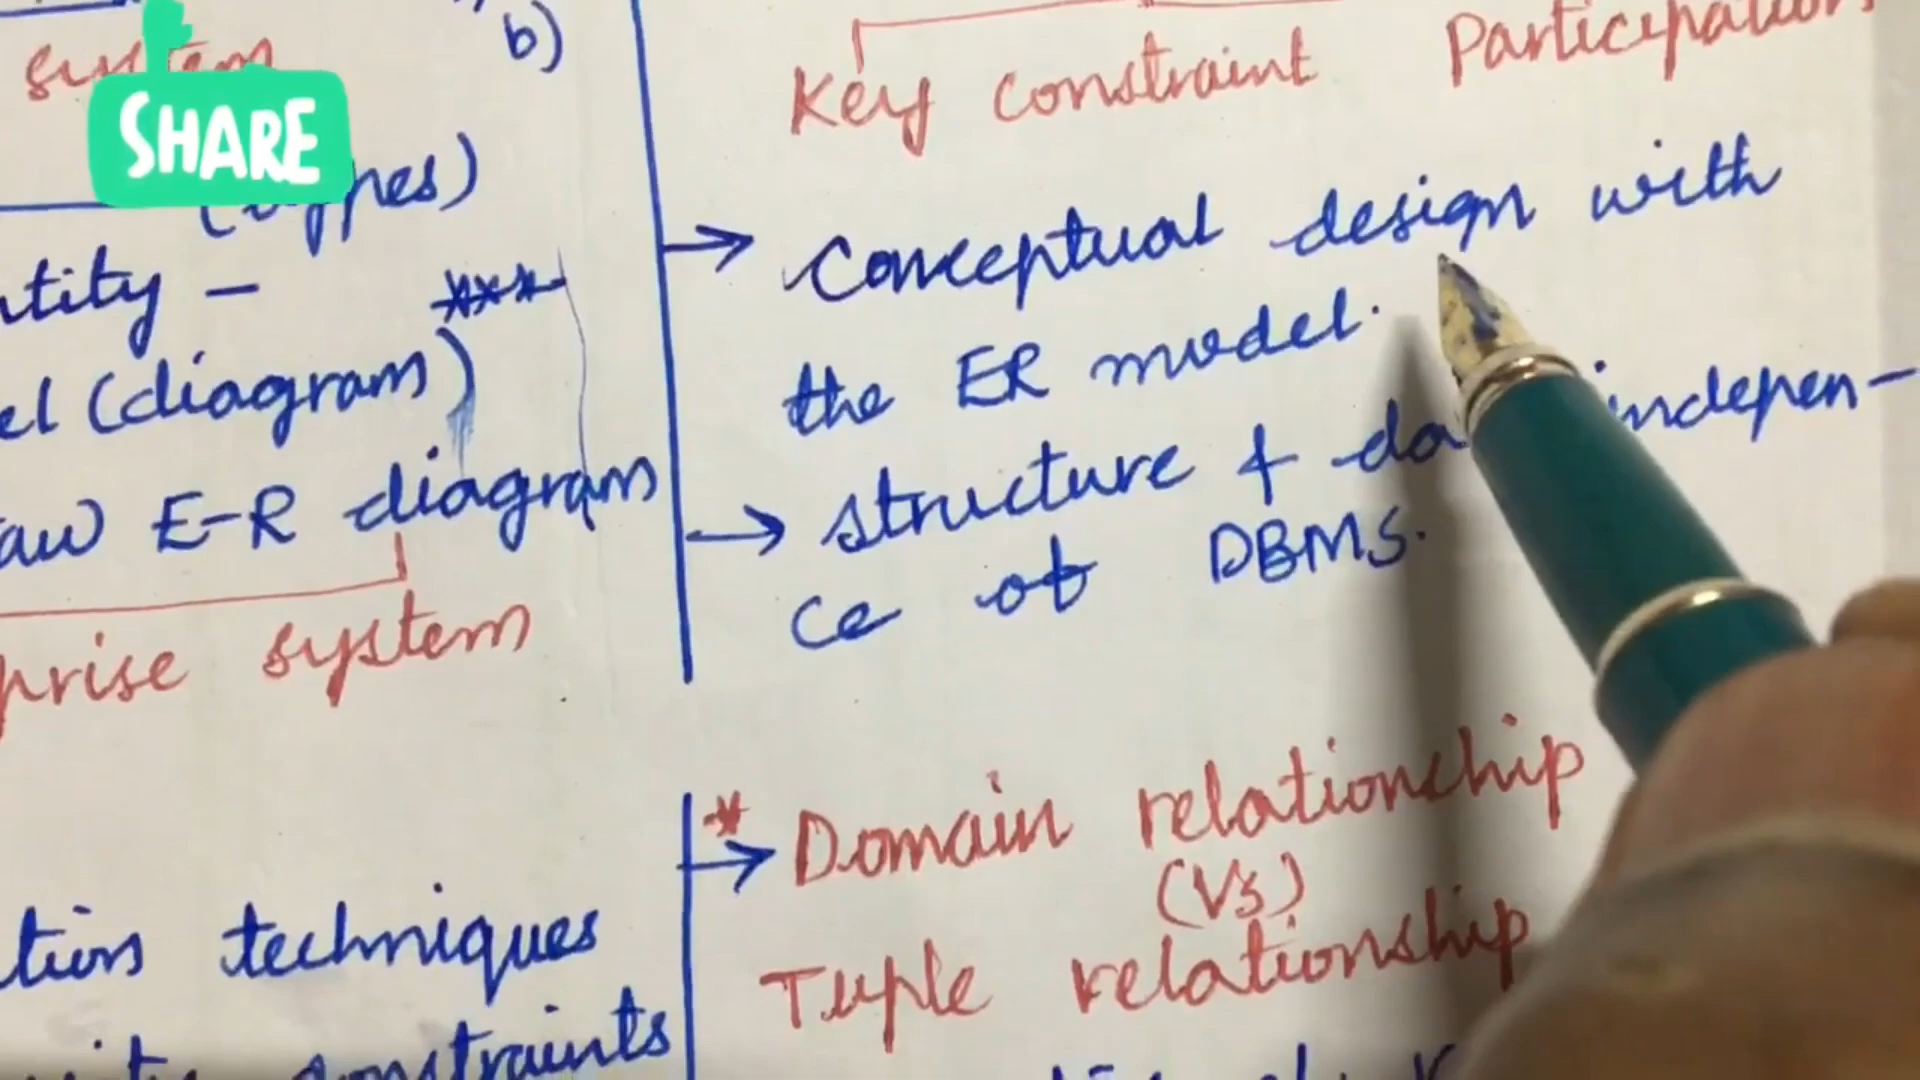 system
SHARE
b)
ntity -
***
el (diagram)
aw E-R diagram
prise system
tion techniques
constraints
Key constraint Participation
→ Conceptual design with
the ER model.
→ structure & da indepen-
ce of DBMS.
* → Domain relationship
(Vs)
Tuple relationship